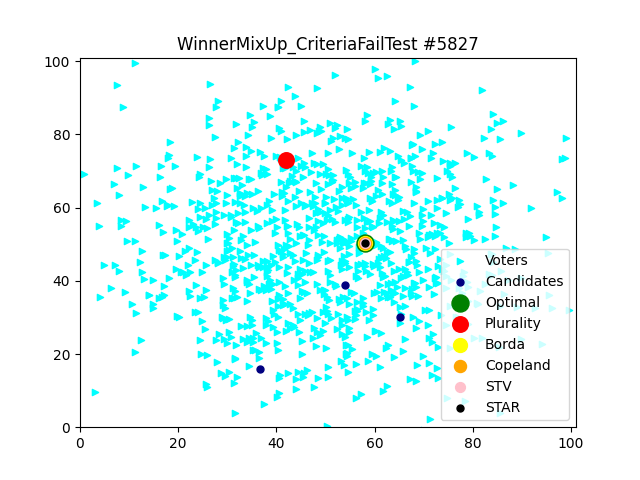 WinnerMixUp_CriteriaFailTest #5827
100
80
60
40
20
0
0 20 40 60 80 100
Voters
Candidates
Optimal
Plurality
Borda
Copeland
STV
STAR